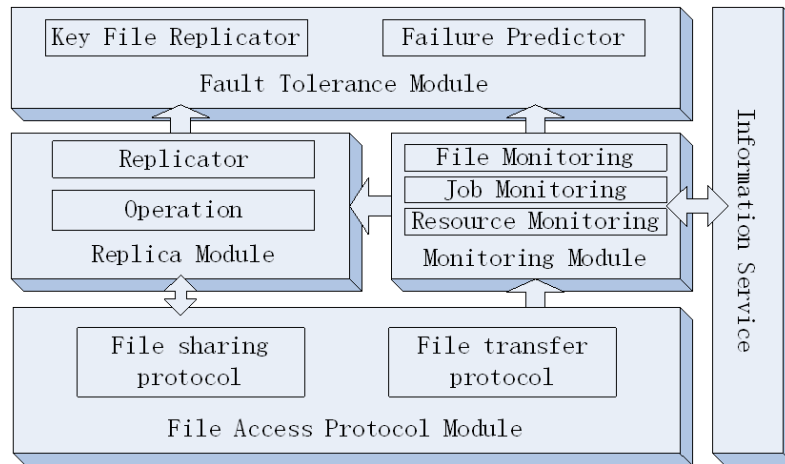 Key File Replicator
Failure Predictor
Fault Tolerance Module
Replicator
Operation
Replica Module
File Monitoring
Job Monitoring
Resource Monitoring
Monitoring Module
File sharing
protocol
File transfer
protocol
File Access Protocol Module
Information Service